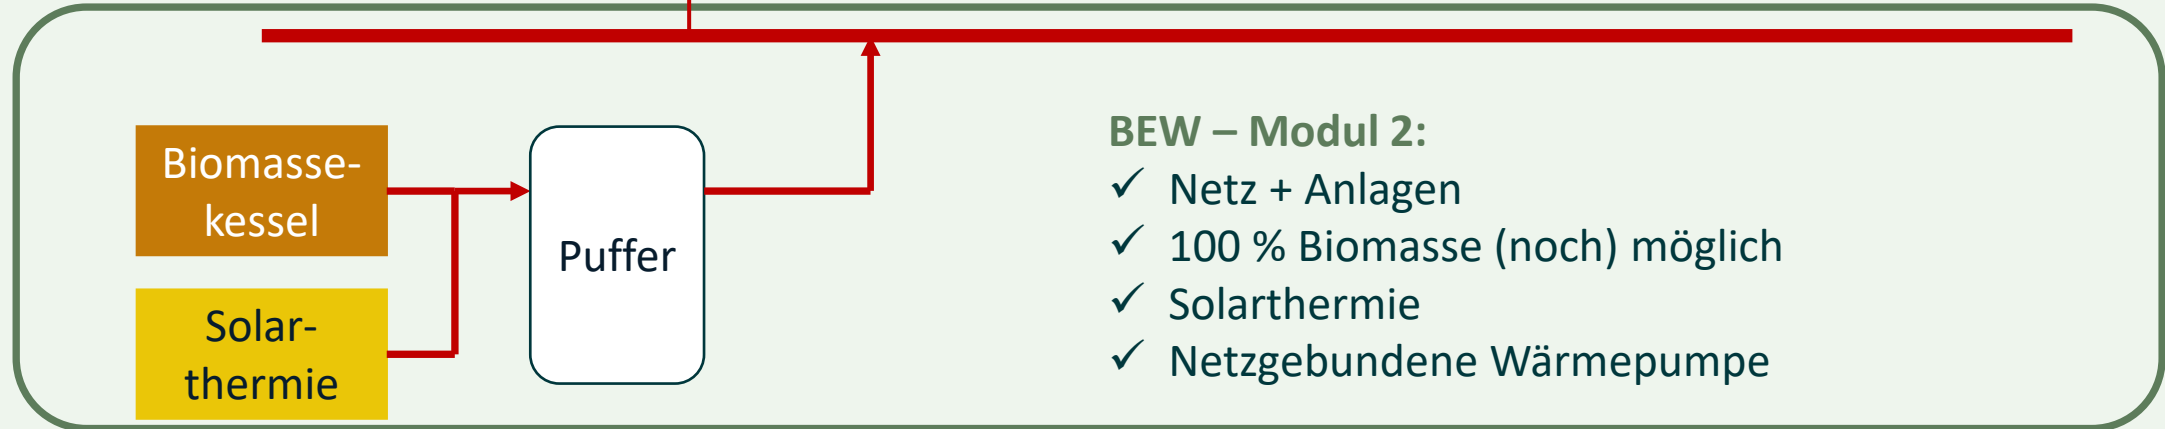 Biomasse-
kessel
Solar-
thermie
Puffer
BEW – Modul 2:
✓ Netz + Anlagen
✓ 100 % Biomasse (noch) möglich
✓ Solarthermie
✓ Netzgebundene Wärmepumpe